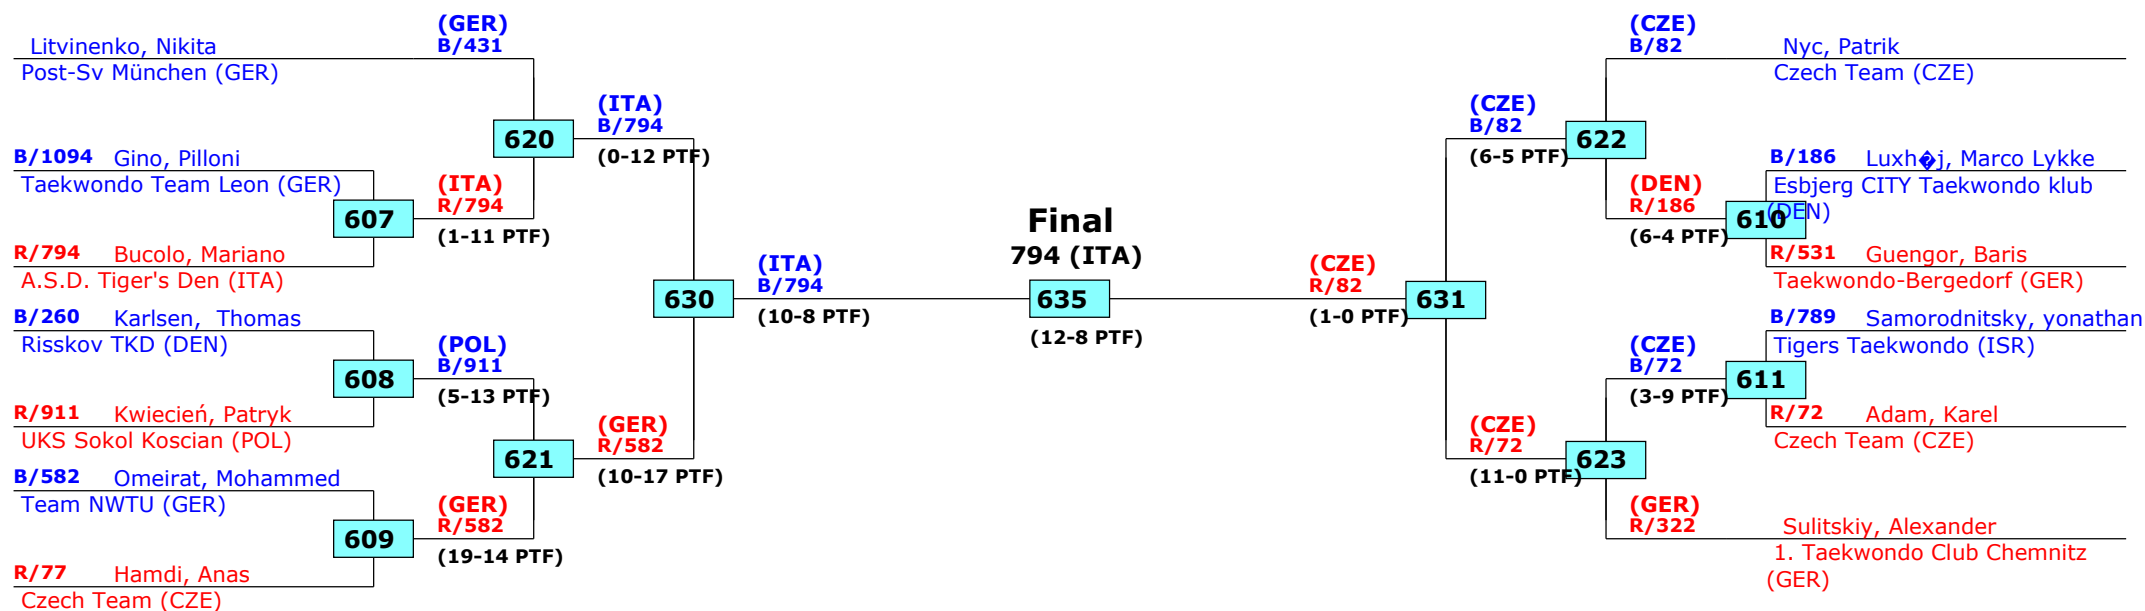 (GER)
B/431
Litvinenko, Nikita
Post-Sv München (GER)
B/1094 Gino, Pilloni
Taekwondo Team Leon (GER)
607
R/794 Bucolo, Mariano
A.S.D. Tiger's Den (ITA)
(ITA)
R/794
(1-11 PTF)
620
(ITA)
B/794
(0-12 PTF)
B/260 Karlsen, Thomas
Risskov TKD (DEN)
608
R/911 Kwiecień, Patryk
UKS Sokol Koscian (POL)
(POL)
B/911
(5-13 PTF)
B/582 Omeirat, Mohammed
Team NWTU (GER)
609
R/77 Hamdi, Anas
Czech Team (CZE)
(GER)
R/582
(19-14 PTF)
621
(GER)
R/582
(10-17 PTF)
630
(ITA)
B/794
(10-8 PTF)
Final
794 (ITA)
635
(12-8 PTF)
(CZE)
R/82
(1-0 PTF)
631
(CZE)
B/82
(6-5 PTF)
622
(CZE)
B/82
Nyc, Patrik
Czech Team (CZE)
(DEN)
R/186
(6-4 PTF)
610
B/186 Luxh�j, Marco Lykke
Esbjerg CITY Taekwondo klub
(DEN)
R/531 Guengor, Baris
Taekwondo-Bergedorf (GER)
(CZE)
R/72
(11-0 PTF)
623
(CZE)
B/72
(3-9 PTF)
611
B/789 Samorodnitsky, yonathan
Tigers Taekwondo (ISR)
R/72 Adam, Karel
Czech Team (CZE)
(GER)
R/322
Sulitskiy, Alexander
1. Taekwondo Club Chemnitz
(GER)